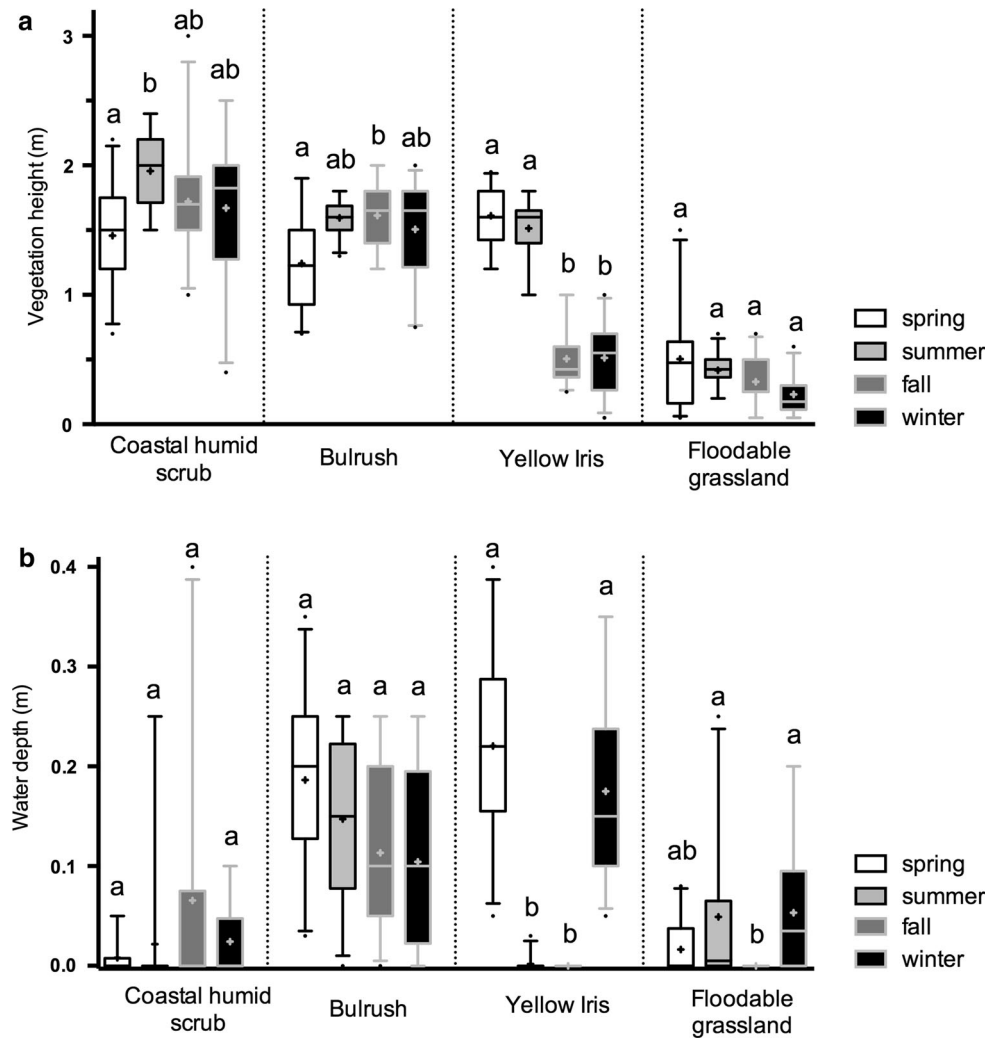 a
Vegetation height (m)
3
2
1
0
a b ab ab
a ab b ab
a a b b
a a a a
spring
summer
fall
winter
Coastal humid
scrub
Bulrush
Yellow Iris
Floodable
grassland
b
Water depth (m)
0.4
0.3
0.2
0.1
0.0
a a a a
a a a a
a b b a
ab a b a
spring
summer
fall
winter
Coastal humid
scrub
Bulrush
Yellow Iris
Floodable
grassland